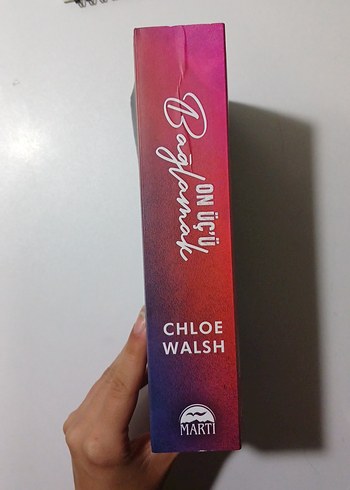 ON ÜÇ'Ü
Bağlamak
CHLOE
WALSH
MARTI